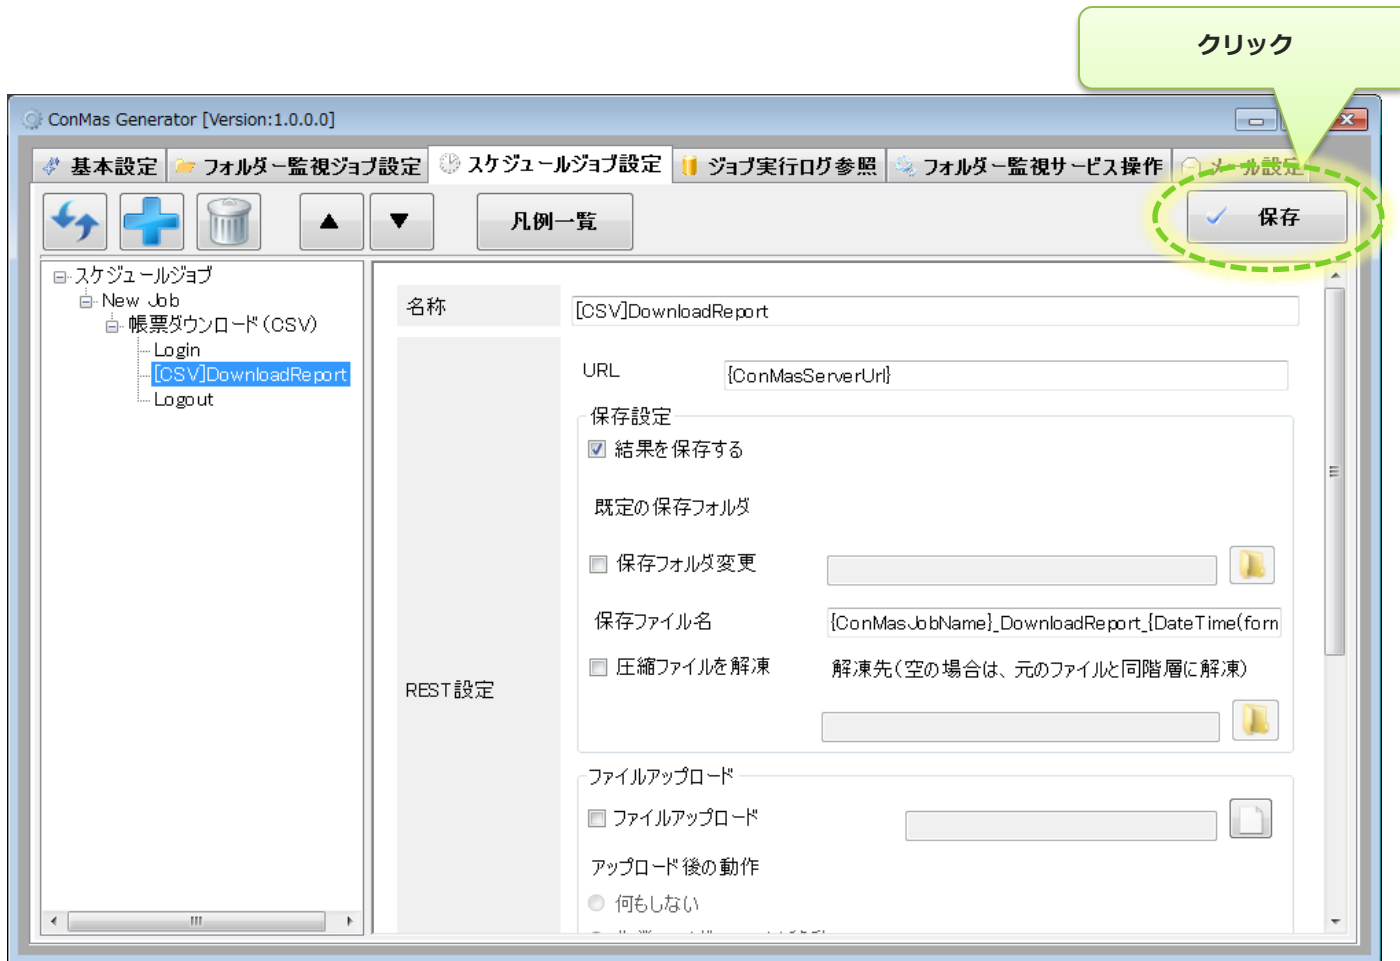 クリック
ConMas Generator [Version:1.0.0.0]
基本設定 フォルダー監視ジョブ設定 スケジュールジョブ設定 ジョブ実行ログ参照 フォルダー監視サービス操作 メール設定
凡例一覧 保存
スケジュールジョブ
New Job
帳票ダウンロード(CSV)
Login
[CSV]DownloadReport
Logout
名称 [CSV]DownloadReport
REST設定
URL {ConMasServerUrl}
保存設定
結果を保存する
既定の保存フォルダ
保存フォルダ変更
保存ファイル名 {ConMasJobName}_DownloadReport_{DateTime(forn
圧縮ファイルを解凍 解凍先(空の場合は、元のファイルと同階層に解凍)
ファイルアップロード
ファイルアップロード
アップロード後の動作
何もしない